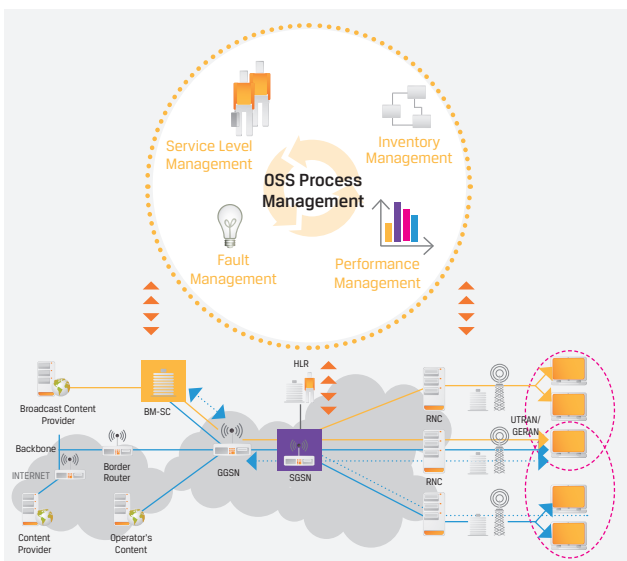 Service Level
Management
Inventory
Management
OSS Process
Management
Fault
Management
Performance
Management
HLR
Broadcast Content
Provider
BM-SC
RNC
UTRAN/
GERAN
Backbone
INTERNET
Border
Router
GGSN
SGSN
RNC
Content
Provider
Operator's
Content
RNC